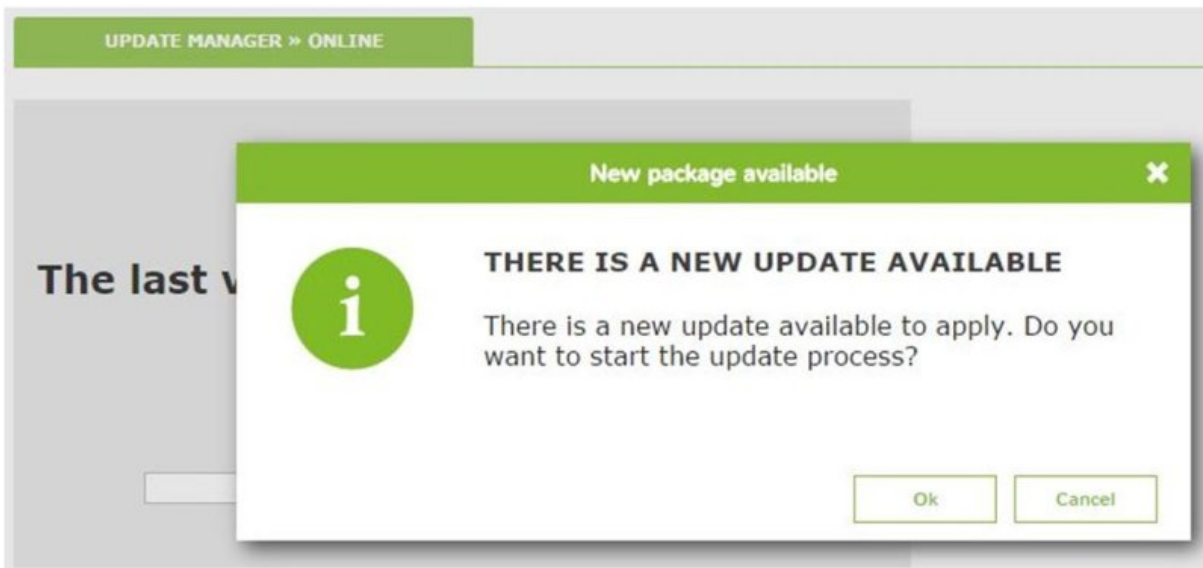 UPDATE MANAGER » ONLINE
New package available
The last
THERE IS A NEW UPDATE AVAILABLE
There is a new update available to apply. Do you
want to start the update process?
Ok
Cancel